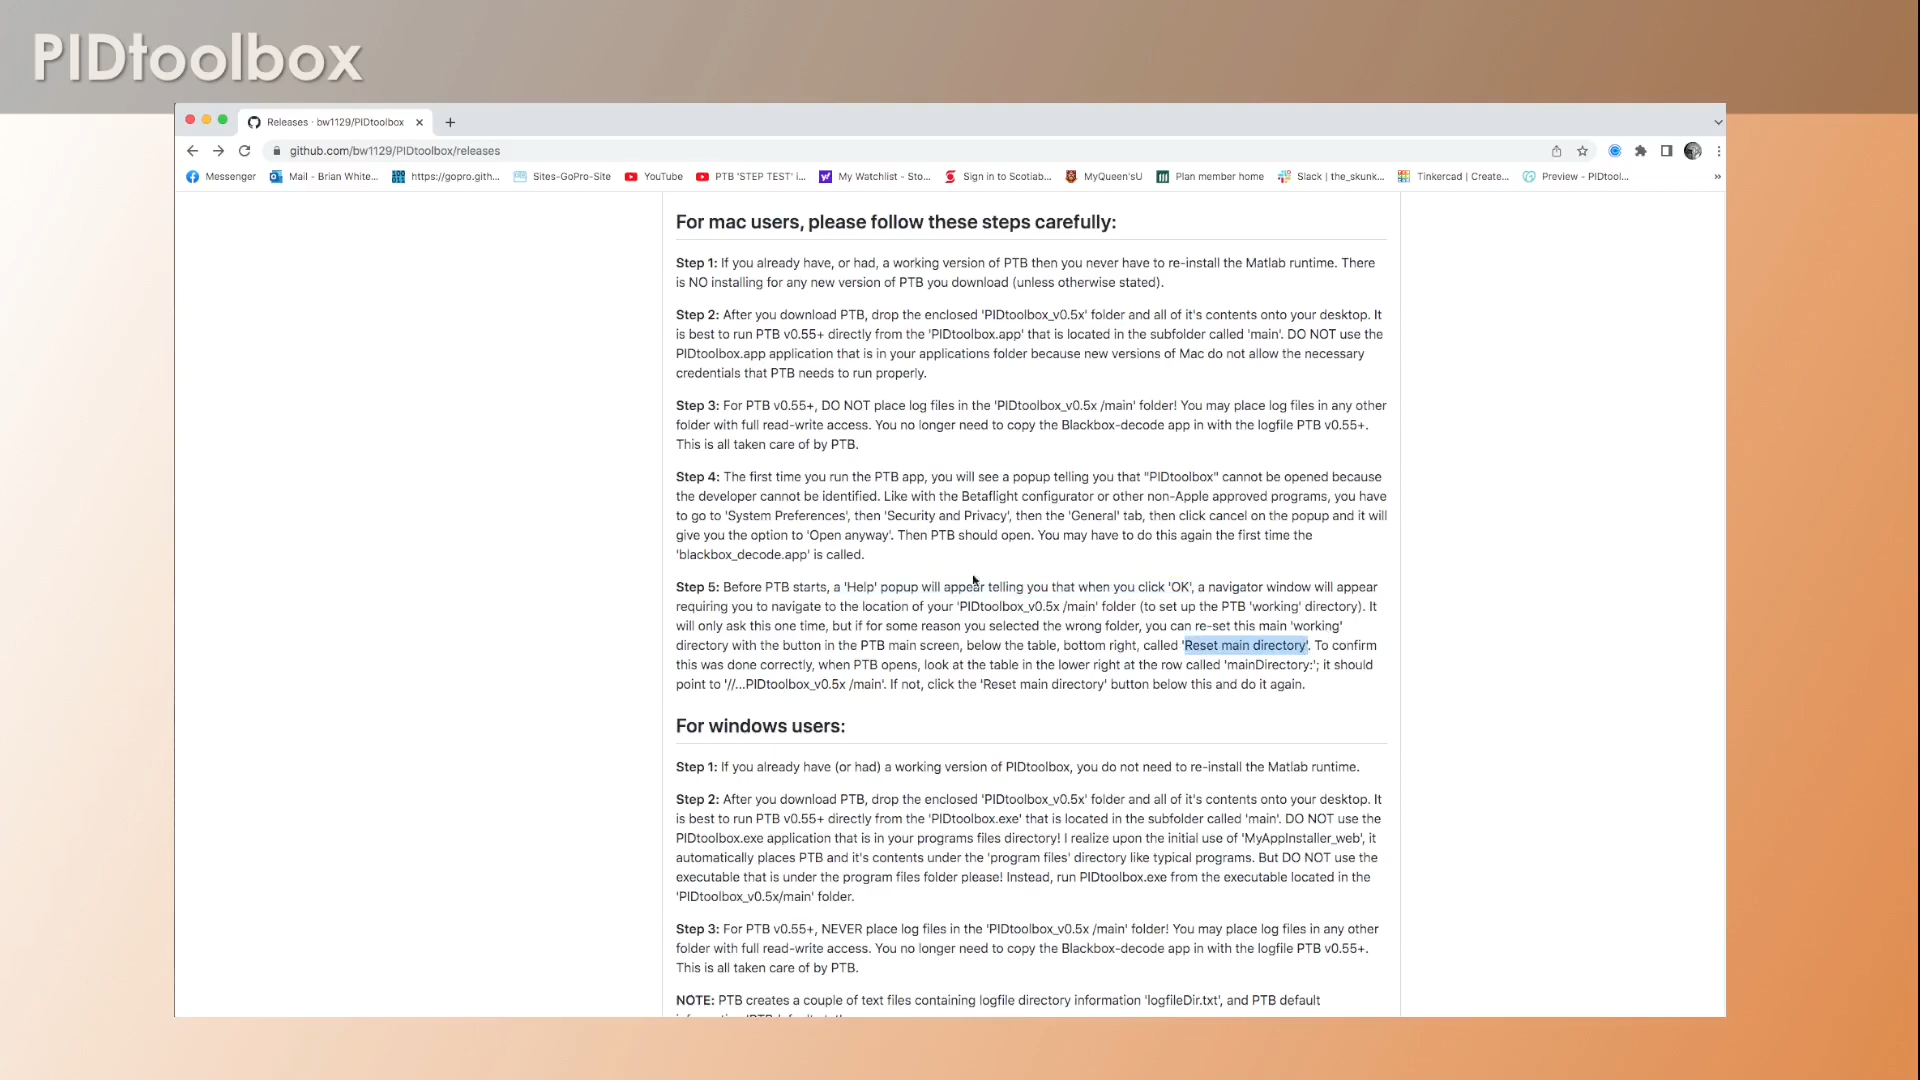 PIDtoolbox
Releases · bw1129/PIDtoolbox
github.com/bw1129/PIDtoolbox/releases
Messenger
Mail - Brian White...
https://gopro.gith...
Sites-GoPro-Site
YouTube
PTB 'STEP TEST' i...
My Watchlist - Sto...
Sign in to Scotiab...
MyQueen'sU
Plan member home
Slack | the_skunk...
Tinkercad | Create...
Preview - PIDtool...
For mac users, please follow these steps carefully:
Step 1: If you already have, or had, a working version of PTB then you never have to re-install the Matlab runtime. There
is NO installing for any new version of PTB you download (unless otherwise stated).
Step 2: After you download PTB, drop the enclosed 'PIDtoolbox_v0.5x' folder and all of it's contents onto your desktop. It
is best to run PTB v0.55+ directly from the 'PIDtoolbox.app' that is located in the subfolder called 'main'. DO NOT use the
PIDtoolbox.app application that is in your applications folder because new versions of Mac do not allow the necessary
credentials that PTB needs to run properly.
Step 3: For PTB v0.55+, DO NOT place log files in the 'PIDtoolbox_v0.5x /main' folder! You may place log files in any other
folder with full read-write access. You no longer need to copy the Blackbox-decode app in with the logfile PTB v0.55+.
This is all taken care of by PTB.
Step 4: The first time you run the PTB app, you will see a popup telling you that "PIDtoolbox" cannot be opened because
the developer cannot be identified. Like with the Betaflight configurator or other non-Apple approved programs, you have
to go to 'System Preferences', then 'Security and Privacy', then the 'General' tab, then click cancel on the popup and it will
give you the option to 'Open anyway'. Then PTB should open. You may have to do this again the first time the
'blackbox_decode.app' is called.
Step 5: Before PTB starts, a 'Help' popup will appear telling you that when you click 'OK', a navigator window will appear
requiring you to navigate to the location of your 'PIDtoolbox_v0.5x /main' folder (to set up the PTB 'working' directory). It
will only ask this one time, but if for some reason you selected the wrong folder, you can re-set this main 'working'
directory with the button in the PTB main screen, below the table, bottom right, called 'Reset main directory'. To confirm
this was done correctly, when PTB opens, look at the table in the lower right at the row called 'mainDirectory:'; it should
point to '//...PIDtoolbox_v0.5x /main'. If not, click the 'Reset main directory' button below this and do it again.
For windows users:
Step 1: If you already have (or had) a working version of PIDtoolbox, you do not need to re-install the Matlab runtime.
Step 2: After you download PTB, drop the enclosed 'PIDtoolbox_v0.5x' folder and all of it's contents onto your desktop. It
is best to run PTB v0.55+ directly from the 'PIDtoolbox.exe' that is located in the subfolder called 'main'. DO NOT use the
PIDtoolbox.exe application that is in your programs files directory! I realize upon the initial use of 'MyAppInstaller_web', it
automatically places PTB and it's contents under the 'program files' directory like typical programs. But DO NOT use the
executable that is under the program files folder please! Instead, run PIDtoolbox.exe from the executable located in the
'PIDtoolbox_v0.5x/main' folder.
Step 3: For PTB v0.55+, NEVER place log files in the 'PIDtoolbox_v0.5x /main' folder! You may place log files in any other
folder with full read-write access. You no longer need to copy the Blackbox-decode app in with the logfile PTB v0.55+.
This is all taken care of by PTB.
NOTE: PTB creates a couple of text files containing logfile directory information 'logfileDir.txt', and PTB default